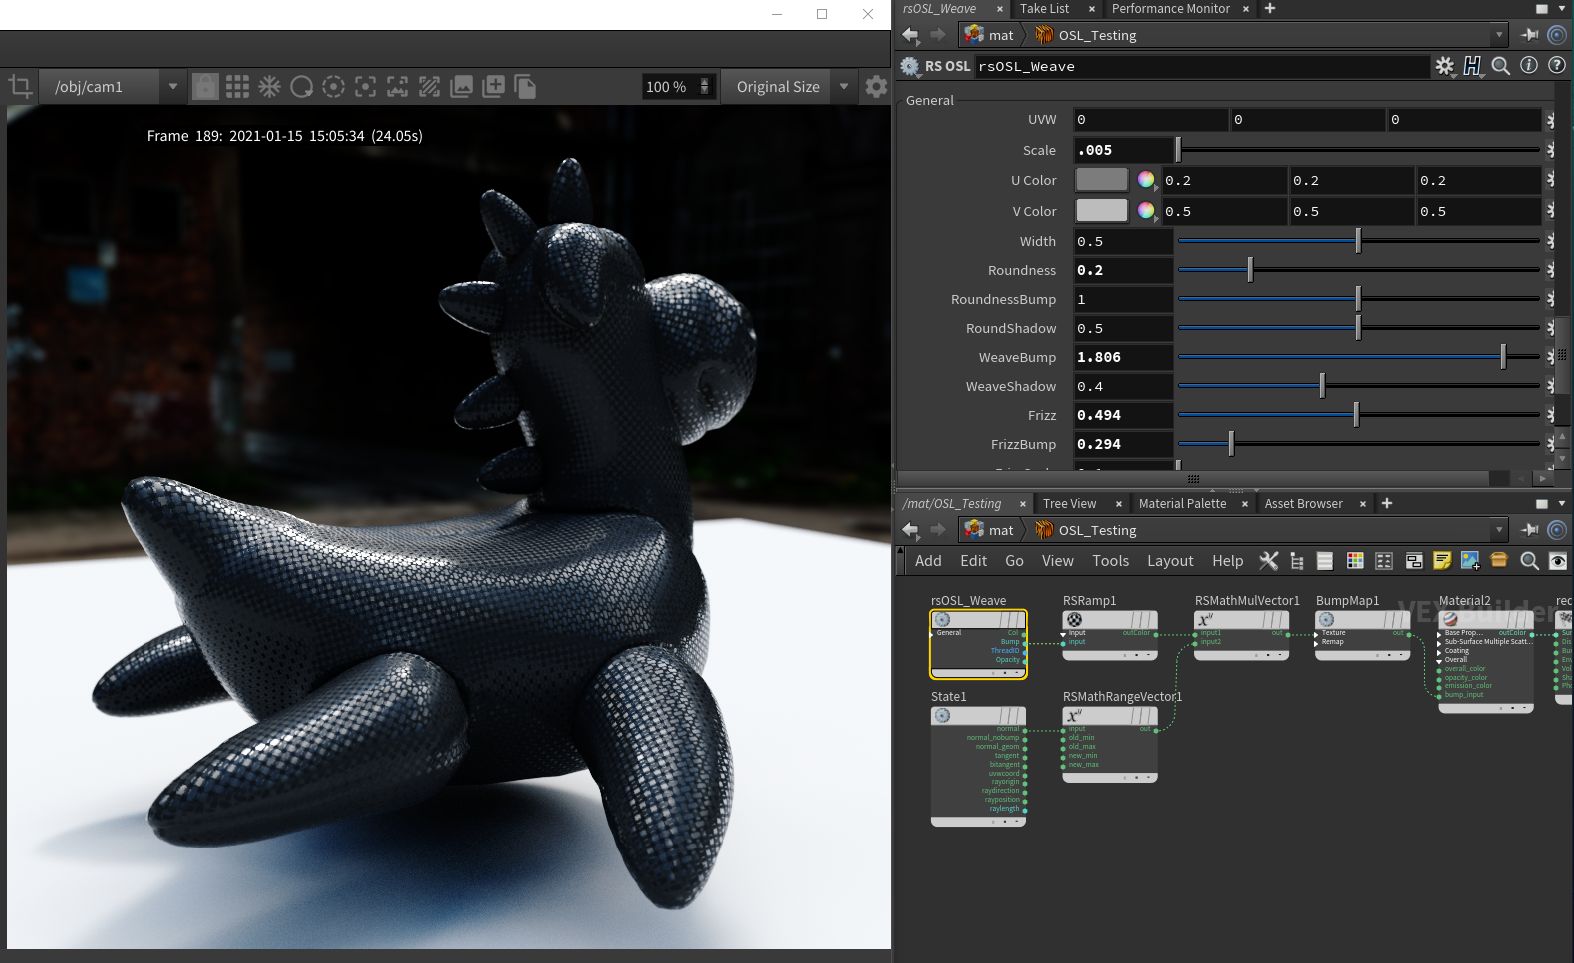 rsOSL_Weave × Take List × Performance Monitor × +
mat OSL_Testing
RS OSL rsOSL_Weave
/obj/cam1 100 % Original Size
Frame 189: 2021-01-15 15:05:34 (24.05s)
General
UVW 0 0 0
Scale .005
U Color 0.2 0.2 0.2
V Color 0.5 0.5 0.5
Width 0.5
Roundness 0.2
RoundnessBump 1
RoundShadow 0.5
WeaveBump 1.806
WeaveShadow 0.4
Frizz 0.494
FrizzBump 0.294
/mat/OSL_Testing × Tree View × Material Palette × Asset Browser × +
mat OSL_Testing
Add Edit Go View Tools Layout Help
VEX Builder
rsOSL_Weave
General
Col
Bump
ThreadID
Opacity
RSRamp1
Input outColor
input
RSMathMulVector1
input1 out
input2
BumpMap1
Texture out
Remap
Material2
Base Prop... outColor
Sub-Surface Multiple Scatt...
Coating
Overall
overall_color
opacity_color
emission_color
bump_input
State1
normal
normal_nobump
normal_geom
tangent
bitangent
uvwcoord
rayorigin
raydirection
rayposition
raylength
RSMathRangeVector1
input out
old_min
old_max
new_min
new_max